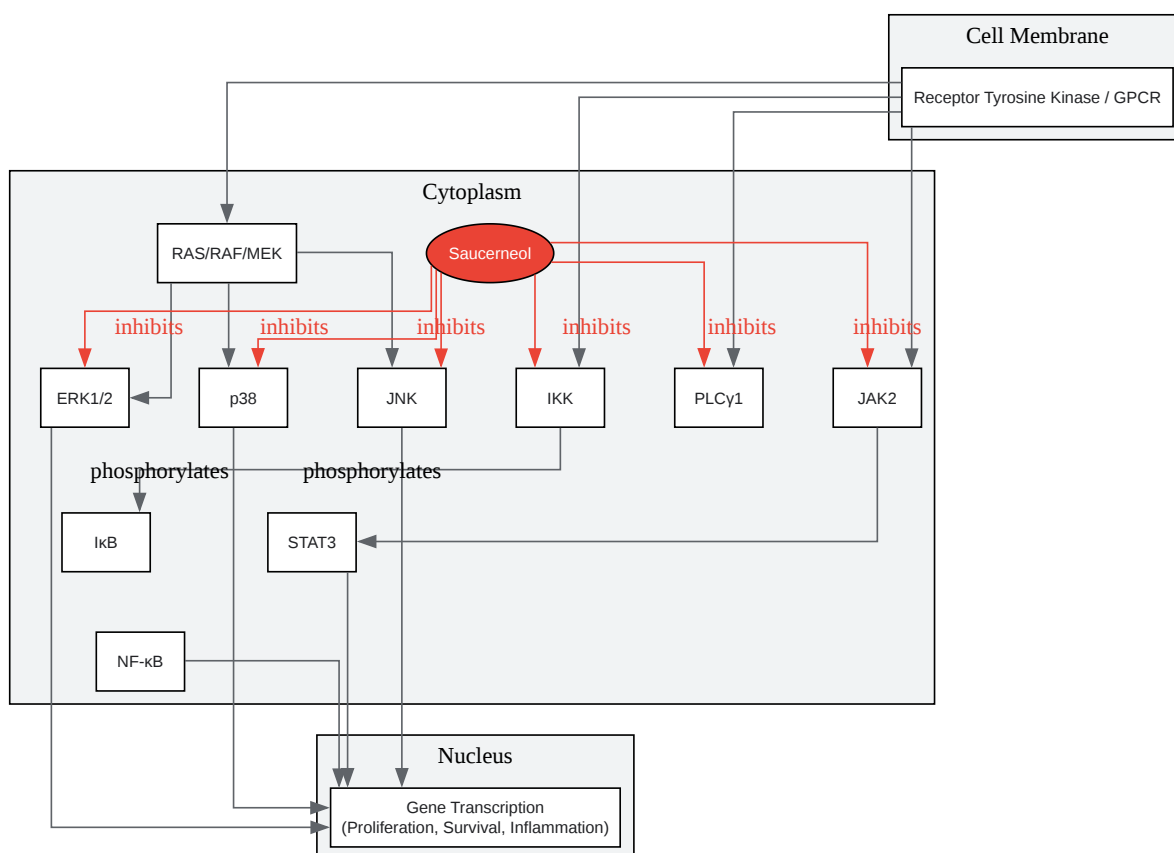 Cell Membrane
Receptor Tyrosine Kinase / GPCR
Cytoplasm
RAS/RAF/MEK
Saucerneol
inhibits
inhibits
inhibits
inhibits
inhibits
inhibits
ERK1/2
p38
JNK
IKK
PLCγ1
JAK2
phosphorylates
phosphorylates
IκB
STAT3
NF-κB
Nucleus
Gene Transcription
(Proliferation, Survival, Inflammation)